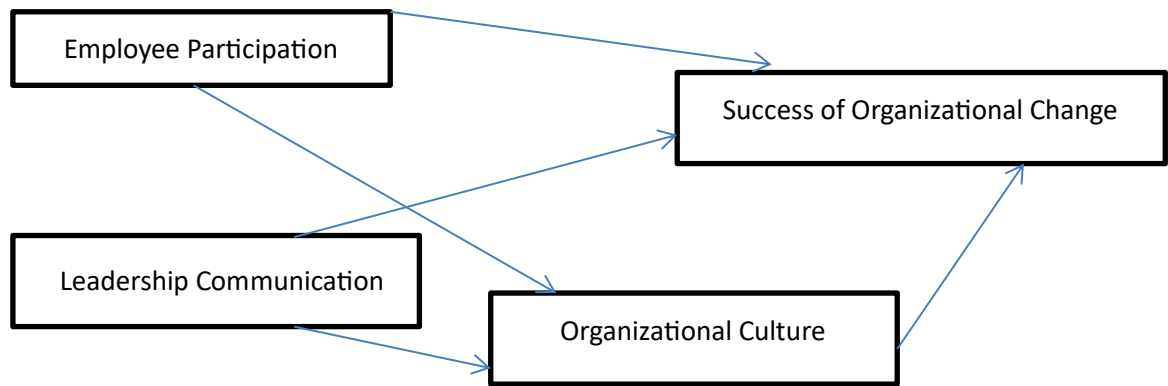 Employee Participation
Success of Organizational Change
Leadership Communication
Organizational Culture